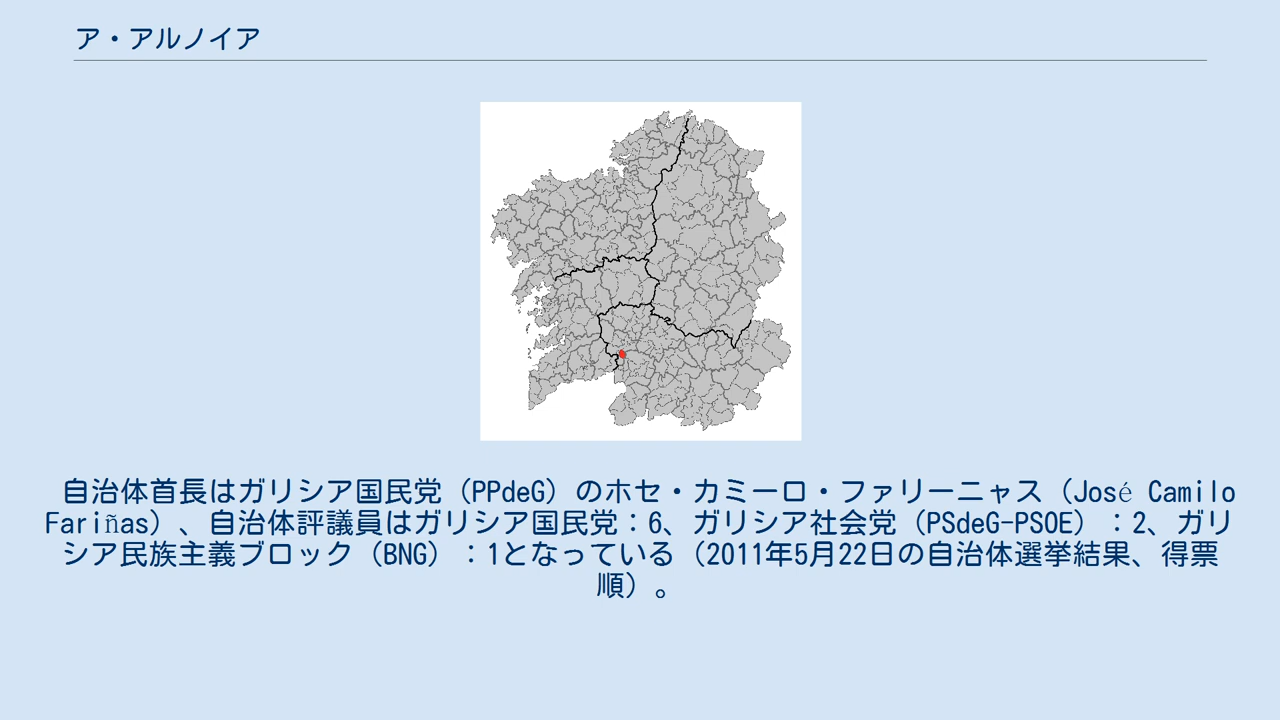 ア・アルノイア
自治体首長はガリシア国民党（PPdeG）のホセ・カミーロ・ファリーニャス（José Camilo
Fariñas）、自治体評議員はガリシア国民党：6、ガリシア社会党（PSdeG-PSOE）：2、ガリ
シア民族主義ブロック（BNG）：1となっている（2011年5月22日の自治体選挙結果、得票
順）。